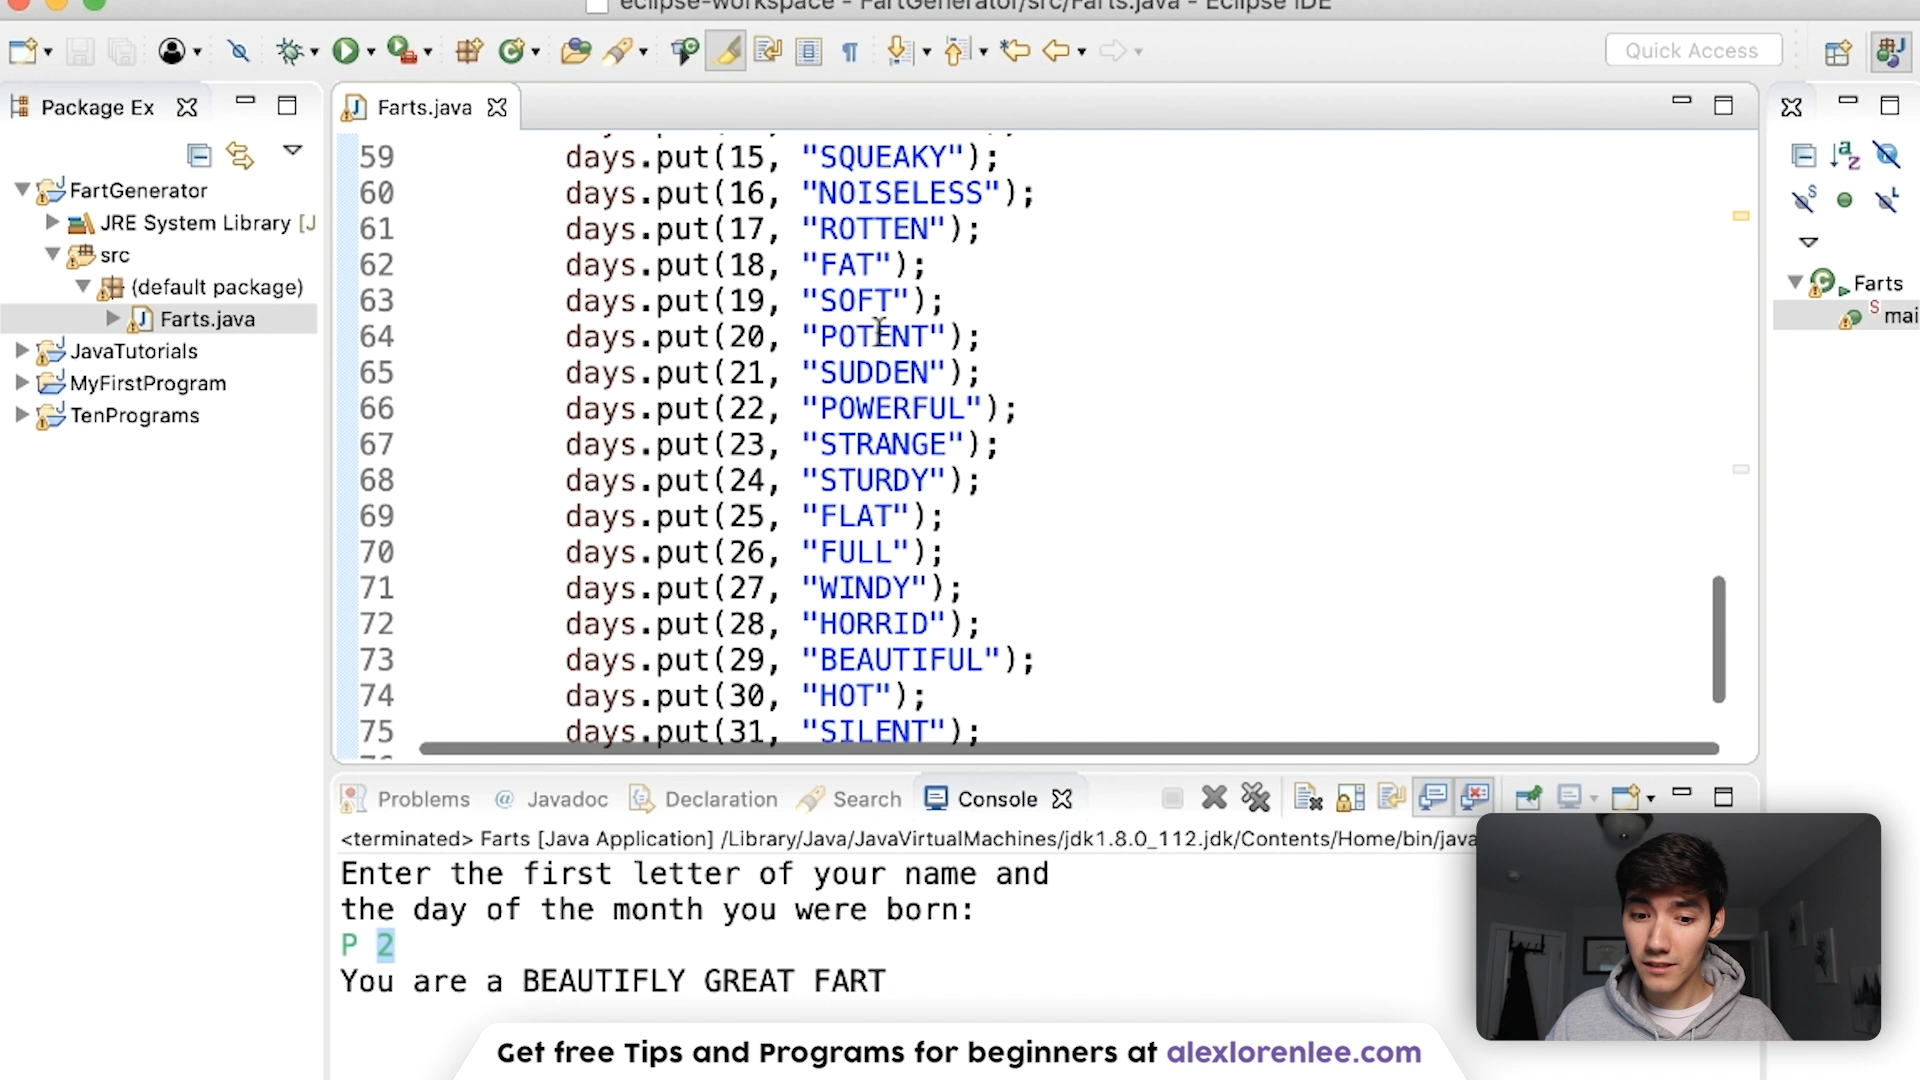 eclipse-workspace - FartGenerator/src/Farts.java - Eclipse IDE
Quick Access
Package Ex
Farts.java
FartGenerator
JRE System Library [J
src
(default package)
Farts.java
JavaTutorials
MyFirstProgram
TenPrograms
59 days.put(15, "SQUEAKY");
60 days.put(16, "NOISELESS");
61 days.put(17, "ROTTEN");
62 days.put(18, "FAT");
63 days.put(19, "SOFT");
64 days.put(20, "POTENT");
65 days.put(21, "SUDDEN");
66 days.put(22, "POWERFUL");
67 days.put(23, "STRANGE");
68 days.put(24, "STURDY");
69 days.put(25, "FLAT");
70 days.put(26, "FULL");
71 days.put(27, "WINDY");
72 days.put(28, "HORRID");
73 days.put(29, "BEAUTIFUL");
74 days.put(30, "HOT");
75 days.put(31, "SILENT");
Farts
mai
Problems Javadoc Declaration Search Console
<terminated> Farts [Java Application] /Library/Java/JavaVirtualMachines/jdk1.8.0_112.jdk/Contents/Home/bin/java
Enter the first letter of your name and
the day of the month you were born:
P 2
You are a BEAUTIFLY GREAT FART
Get free Tips and Programs for beginners at alexlorenlee.com